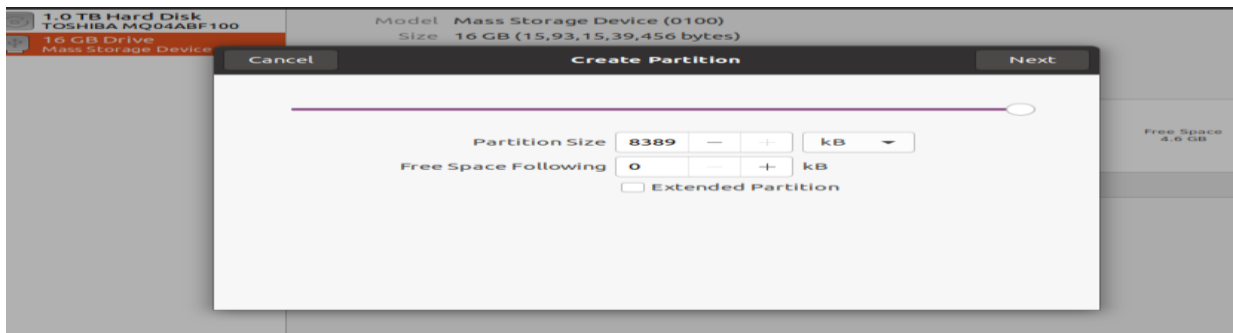 1.0 TB Hard Disk
TOSHIBA MQ04ABF100
16 GB Drive
Mass Storage Device
Model Mass Storage Device (0100)
Size 16 GB (15,93,15,39,456 bytes)
Cancel Create Partition Next
Partition Size 8389 − + kB
Free Space Following 0 − + kB
Extended Partition
Free Space
4.6 GB